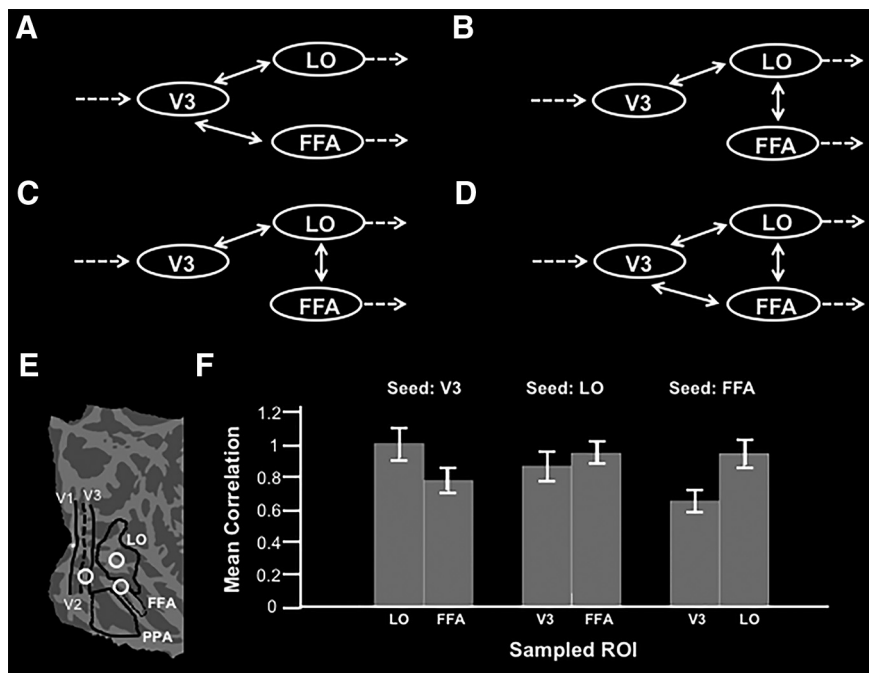 A
LO
V3
FFA
B
LO
V3
FFA
C
LO
V3
FFA
D
LO
V3
FFA
E
V1 V3
LO
V2
FFA
PPA
F
Seed: V3 Seed: LO Seed: FFA
1.2
1
0.8
0.6
0.4
0.2
0
Mean Correlation
LO FFA V3 FFA V3 LO
Sampled ROI